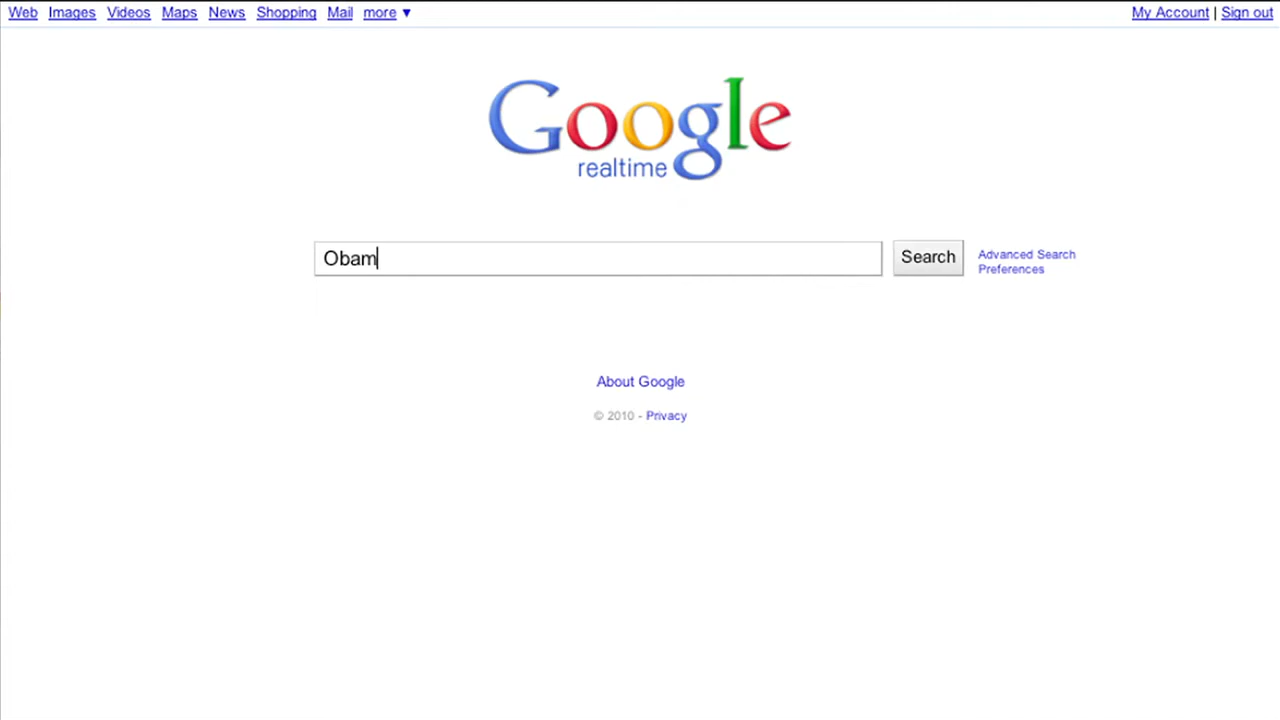 Web Images Videos Maps News Shopping Mail more ▼ My Account | Sign out
Google
realtime
Obam Search Advanced Search
Preferences
About Google
© 2010 - Privacy